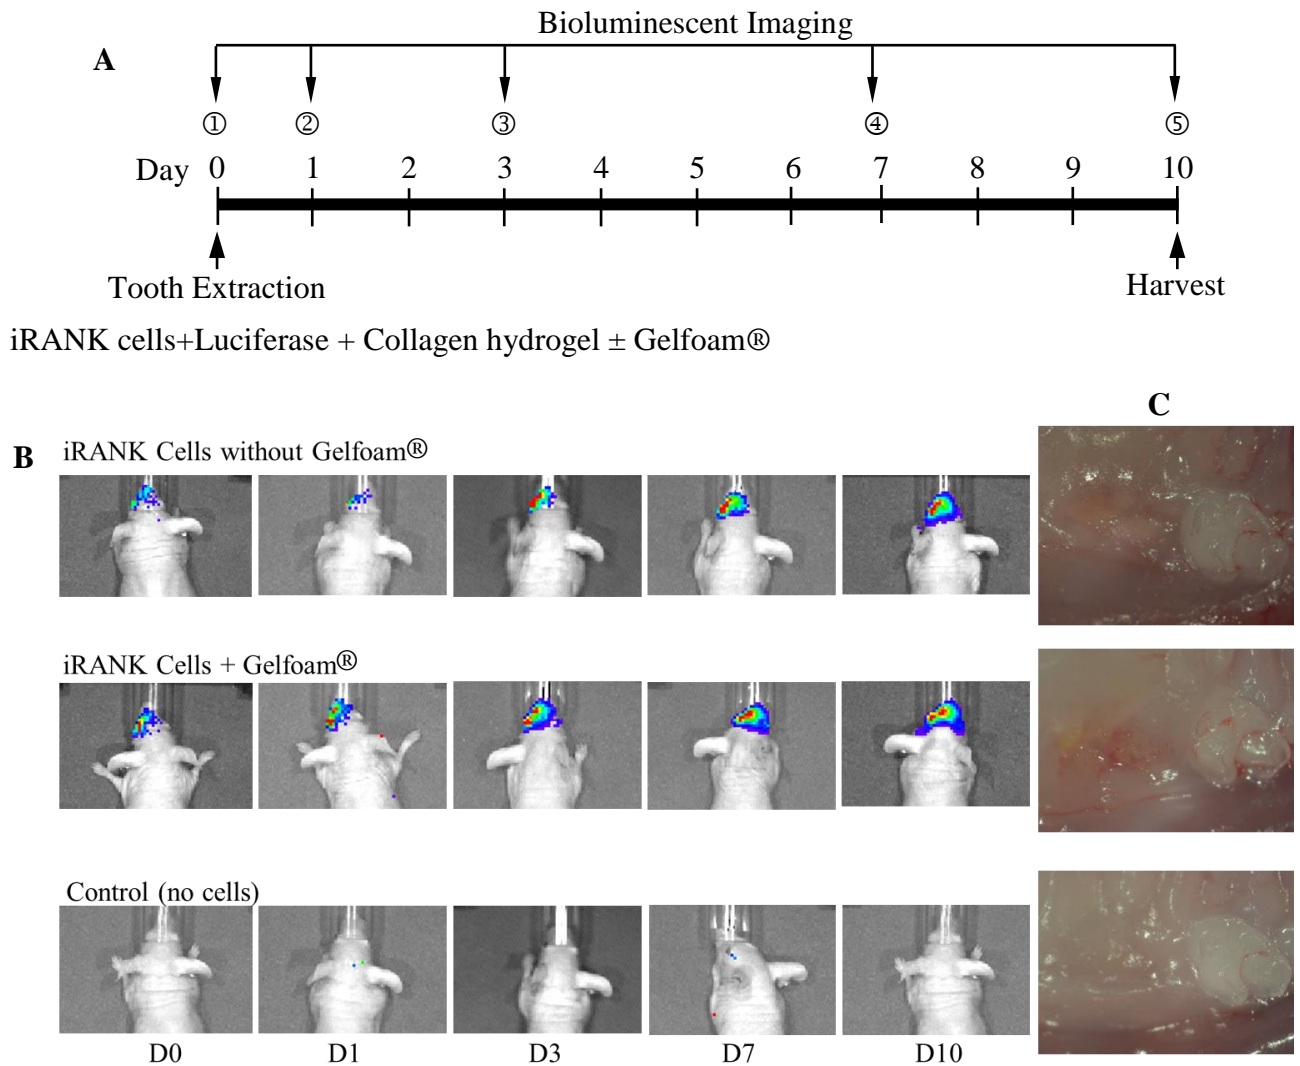 Bioluminescent Imaging
A
① ② ③ ④ ⑤
Day 0 1 2 3 4 5 6 7 8 9 10
Tooth Extraction Harvest
iRANK cells+Luciferase + Collagen hydrogel ± Gelfoam®
C
B iRANK Cells without Gelfoam®
iRANK Cells + Gelfoam®
Control (no cells)
D0 D1 D3 D7 D10